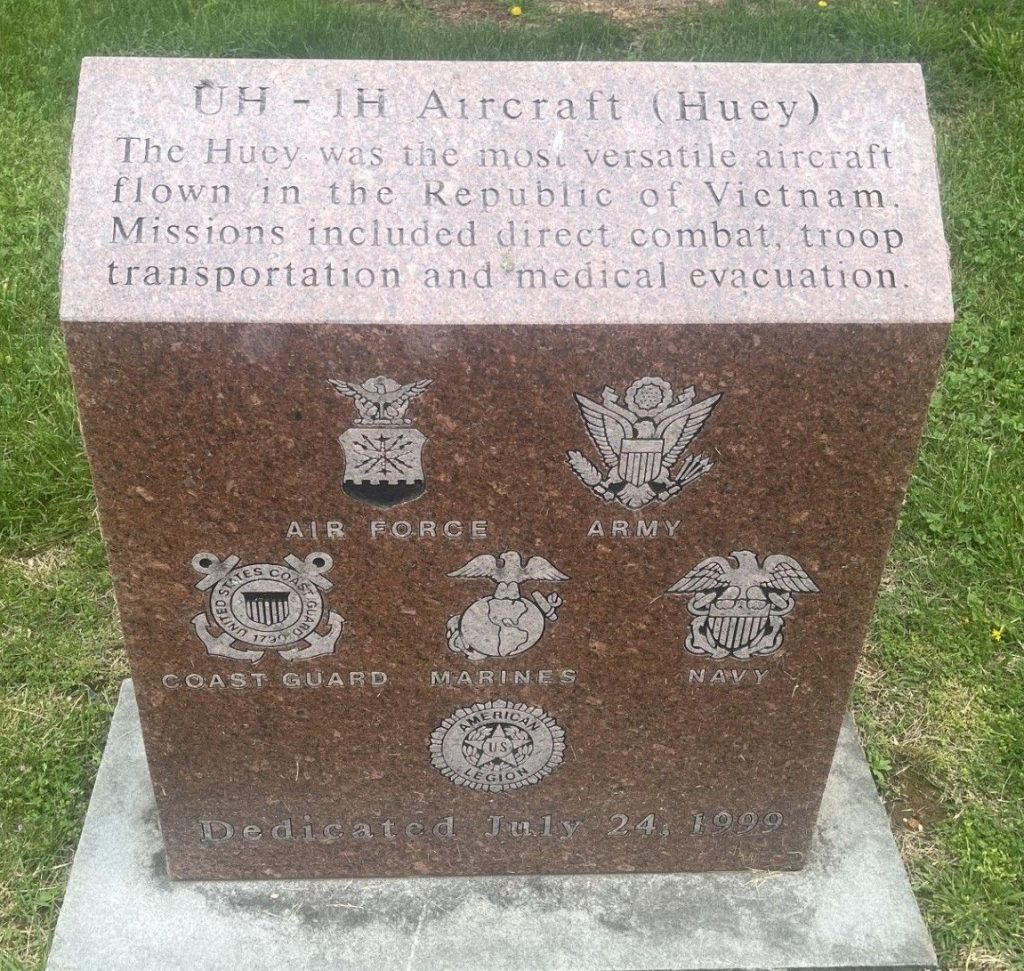 UH - 1H Aircraft (Huey)
The Huey was the most versatile aircraft
flown in the Republic of Vietnam.
Missions included direct combat, troop
transportation and medical evacuation.
AIR FORCE
ARMY
UNITED STATES COAST GUARD
1790
COAST GUARD
MARINES
NAVY
AMERICAN
US
LEGION
Dedicated July 24, 1999